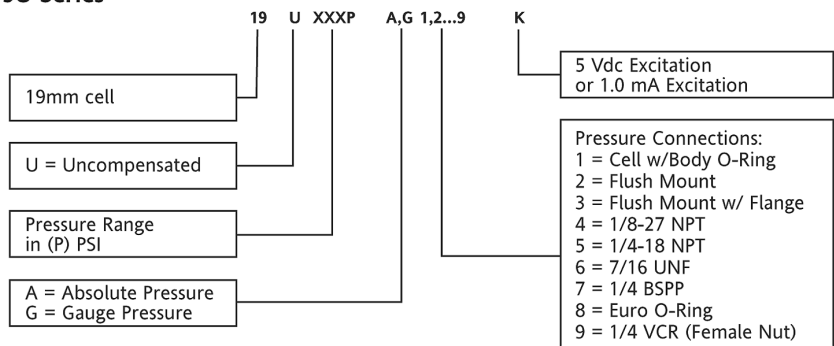 19 U XXXP A,G 1,2...9 K
19mm cell
U = Uncompensated
Pressure Range
in (P) PSI
A = Absolute Pressure
G = Gauge Pressure
5 Vdc Excitation
or 1.0 mA Excitation
Pressure Connections:
1 = Cell w/Body O-Ring
2 = Flush Mount
3 = Flush Mount w/ Flange
4 = 1/8-27 NPT
5 = 1/4-18 NPT
6 = 7/16 UNF
7 = 1/4 BSPP
8 = Euro O-Ring
9 = 1/4 VCR (Female Nut)